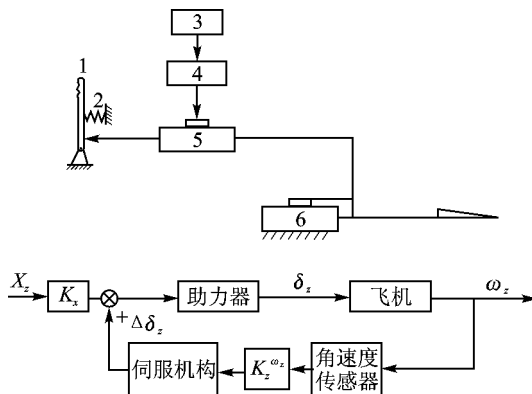 3
1
4
2
5
6
X_z
K_x
助力器
δ_z
飞机
ω_z
+Δδ_z
伺服机构
K_z^{ω_z}
角速度
传感器